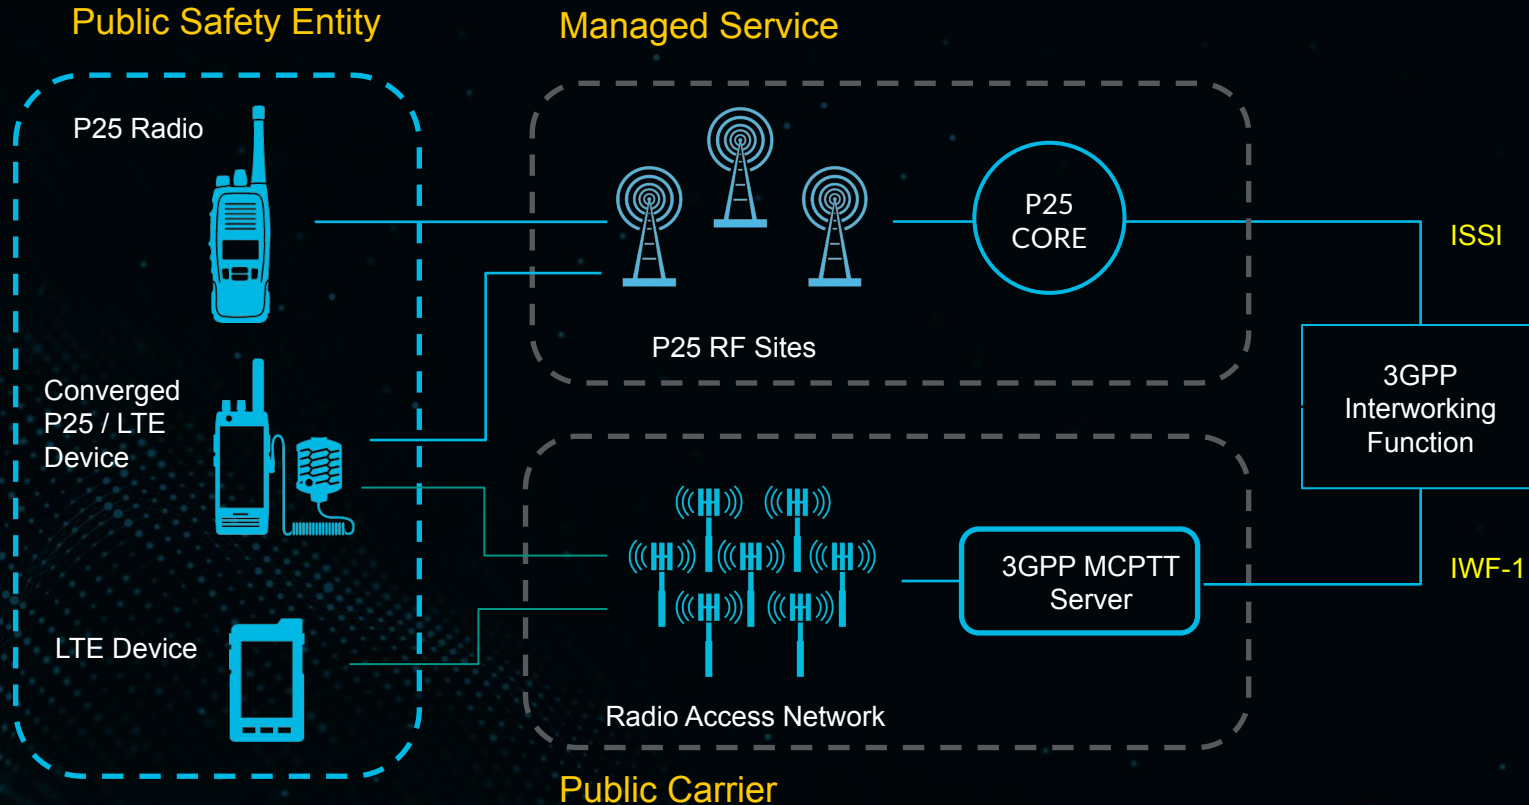 Public Safety Entity
Managed Service
P25 Radio
P25
CORE
ISSI
P25 RF Sites
3GPP
Interworking
Function
Converged
P25 / LTE
Device
3GPP MCPTT
Server
IWF-1
LTE Device
Radio Access Network
Public Carrier